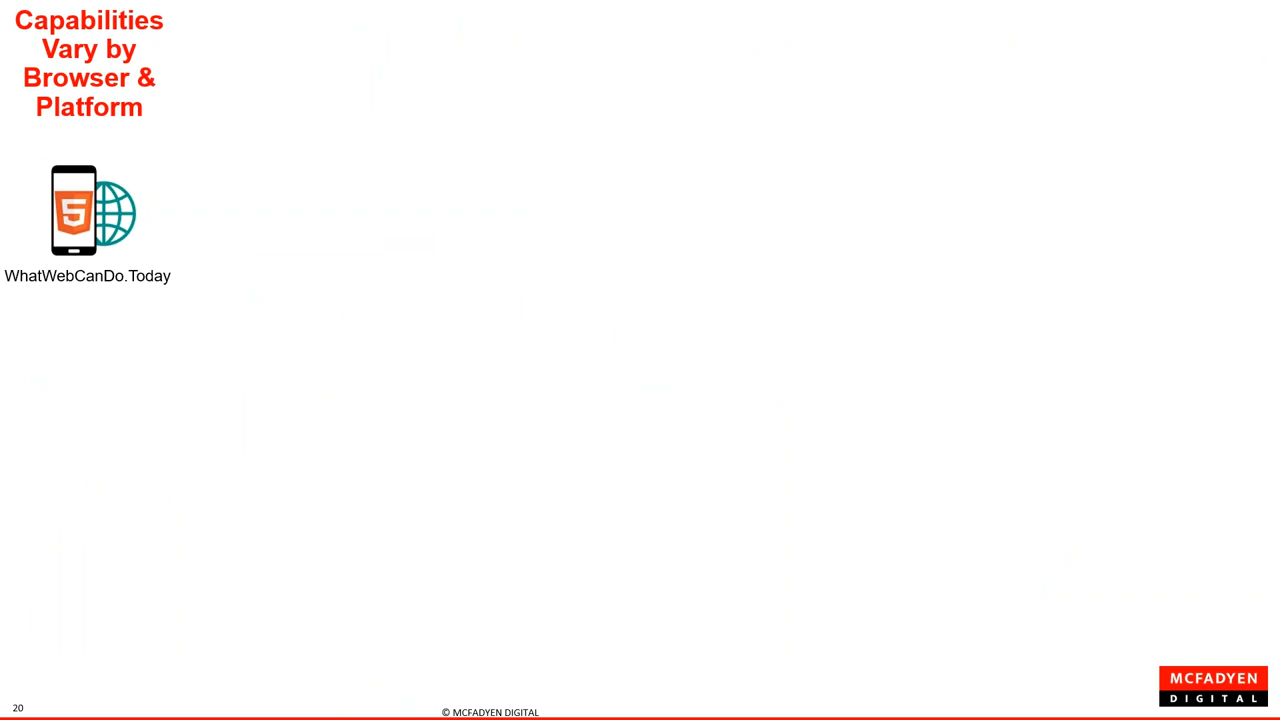 Capabilities
Vary by
Browser &
Platform
5
WhatWebCanDo.Today
MCFADYEN
DIGITAL
20
© MCFADYEN DIGITAL